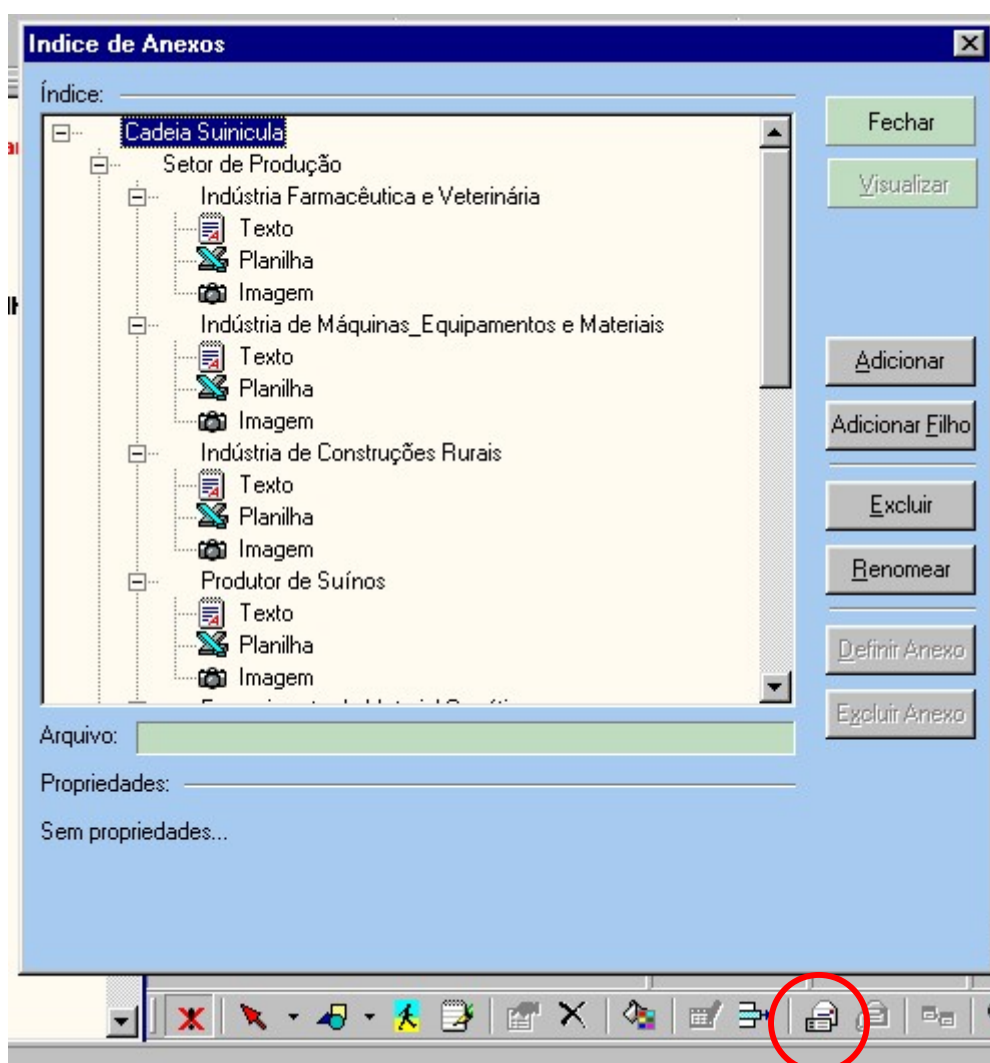 Indice de Anexos
Índice:
Fechar
Cadeia Suinicula
Setor de Produção
Visualizar
Indústria Farmacêutica e Veterinária
Texto
Planilha
Imagem
Indústria de Máquinas_Equipamentos e Materiais
Texto
Adicionar
Planilha
Imagem
Adicionar Filho
Indústria de Construções Rurais
Texto
Excluir
Planilha
Imagem
Renomear
Produtor de Suínos
Texto
Planilha
Definir Anexo
Imagem
Excluir Anexo
Arquivo:
Propriedades:
Sem propriedades...